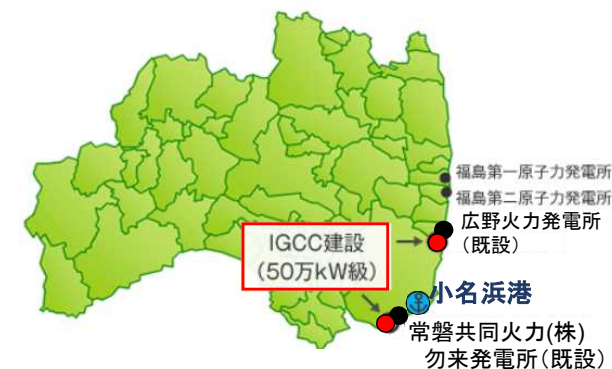 福島第一原子力発電所
福島第二原子力発電所
広野火力発電所
（既設）
IGCC建設
（50万kW級）
小名浜港
常磐共同火力(株)
勿来発電所（既設）